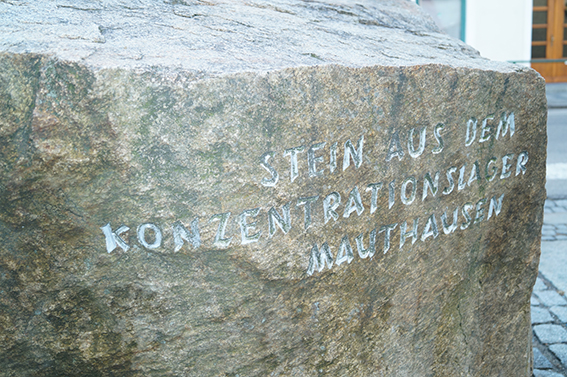 STEIN AUS DEM
KONZENTRATIONSLAGER
MAUTHAUSEN